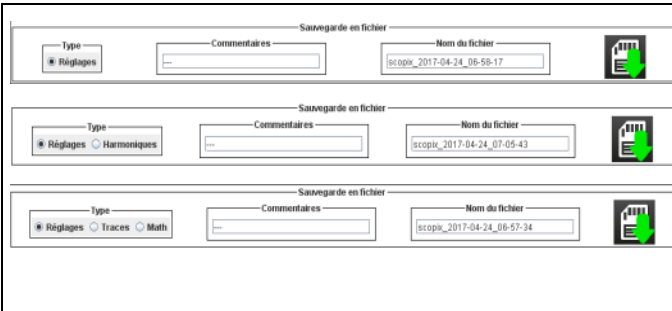 Sauvegarde en fichier
Type Commentaires Nom du fichier
Réglages --- scopix_2017-04-24_06-58-17
Sauvegarde en fichier
Type Commentaires Nom du fichier
Réglages Harmoniques --- scopix_2017-04-24_07-05-43
Sauvegarde en fichier
Type Commentaires Nom du fichier
Réglages Traces Math --- scopix_2017-04-24_06-57-34